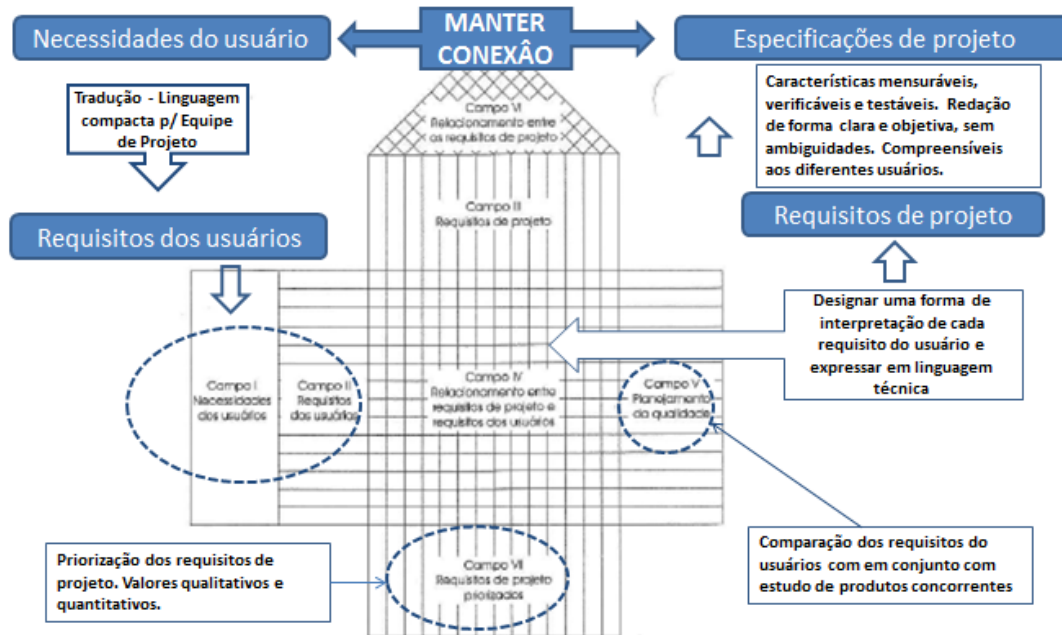 Necessidades do usuário
MANTER
CONEXÂO
Especificações de projeto
Tradução - Linguagem
compacta p/ Equipe
de Projeto
Características mensuráveis,
verificáveis e testáveis. Redação
de forma clara e objetiva, sem
ambiguidades. Compreensíveis
aos diferentes usuários.
Campo VI
Relacionamento entre
os requisitos de projeto
Campo III
Requisitos de projeto
Requisitos dos usuários
Requisitos de projeto
Designar uma forma de
interpretação de cada
requisito do usuário e
expressar em linguagem
técnica
Campo I
Necessidades
dos usuários
Campo II
Requisitos
dos usuários
Campo IV
Relacionamento entre
requisitos de projeto e
requisitos dos usuários
Campo V
Planejamento
da qualidade
Priorização dos requisitos de
projeto. Valores qualitativos e
quantitativos.
Campo VII
Requisitos de projeto
priorizados
Comparação dos requisitos do
usuários com em conjunto com
estudo de produtos concorrentes